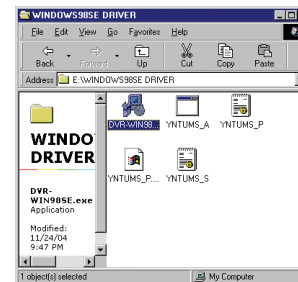 WINDOWS98SE DRIVER
File Edit View Go Favorites Help
Back Forward Up Cut Copy Paste
Address E:\WINDOWS98SE DRIVER
WINDO
DRIVER
DVR-
WIN98SE.exe
Application
Modified:
11/24/04
9:47 PM
DVR-WIN98... YNTUMS_A YNTUMS_P
YNTUMS_P.... YNTUMS_S
1 object(s) selected My Computer